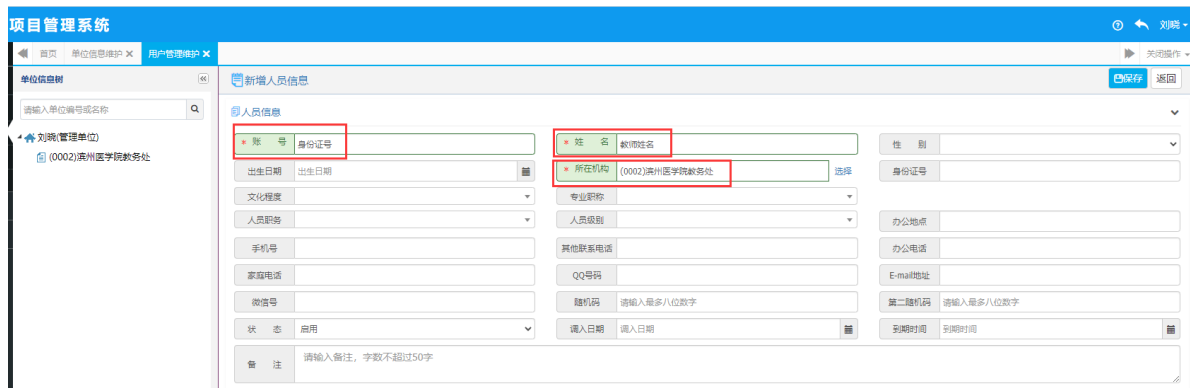 项目管理系统
刘晓
首页 单位信息维护 用户管理维护 关闭操作
单位信息树
新增人员信息 保存 返回
请输入单位编号或名称
人员信息
刘晓(管理单位)
(0002)滨州医学院教务处
* 账 号 身份证号 * 姓 名 教师姓名 性 别
出生日期 出生日期 * 所在机构 (0002)滨州医学院教务处 选择 身份证号
文化程度 专业职称
人员职务 人员级别 办公地点
手机号 其他联系电话 办公电话
家庭电话 QQ号码 E-mail地址
微信号 随机码 请输入最多八位数字 第二随机码 请输入最多八位数字
状 态 启用 调入日期 调入日期 到期时间 到期时间
备 注 请输入备注，字数不超过50字